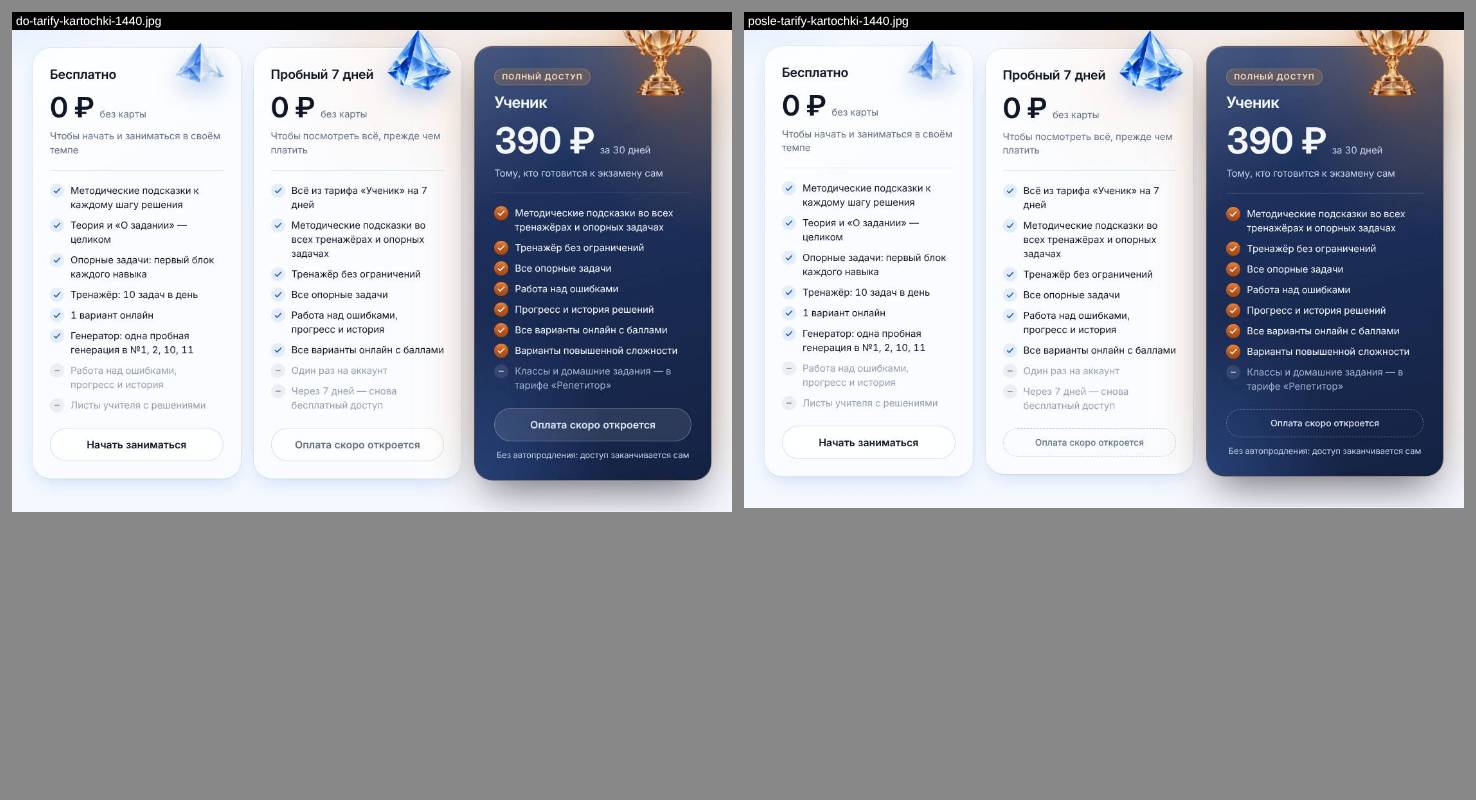 do-tarify-kartochki-1440.jpg
Бесплатно
0 ₽ без карты
Чтобы начать и заниматься в своём
темпе
Методические подсказки к
каждому шагу решения
Теория и «О задании» —
целиком
Опорные задачи: первый блок
каждого навыка
Тренажёр: 10 задач в день
1 вариант онлайн
Генератор: одна пробная
генерация в №1, 2, 10, 11
Работа над ошибками,
прогресс и история
Листы учителя с решениями
Начать заниматься
Пробный 7 дней
0 ₽ без карты
Чтобы посмотреть всё, прежде чем
платить
Всё из тарифа «Ученик» на 7
дней
Методические подсказки во
всех тренажёрах и опорных
задачах
Тренажёр без ограничений
Все опорные задачи
Работа над ошибками,
прогресс и история
Все варианты онлайн с баллами
Один раз на аккаунт
Через 7 дней — снова
бесплатный доступ
Оплата скоро откроется
ПОЛНЫЙ ДОСТУП
Ученик
390 ₽ за 30 дней
Тому, кто готовится к экзамену сам
Методические подсказки во всех
тренажёрах и опорных задачах
Тренажёр без ограничений
Все опорные задачи
Работа над ошибками
Прогресс и история решений
Все варианты онлайн с баллами
Варианты повышенной сложности
Классы и домашние задания — в
тарифе «Репетитор»
Оплата скоро откроется
Без автопродления: доступ заканчивается сам
posle-tarify-kartochki-1440.jpg
Бесплатно
0 ₽ без карты
Чтобы начать и заниматься в своём
темпе
Методические подсказки к
каждому шагу решения
Теория и «О задании» —
целиком
Опорные задачи: первый блок
каждого навыка
Тренажёр: 10 задач в день
1 вариант онлайн
Генератор: одна пробная
генерация в №1, 2, 10, 11
Работа над ошибками,
прогресс и история
Листы учителя с решениями
Начать заниматься
Пробный 7 дней
0 ₽ без карты
Чтобы посмотреть всё, прежде чем
платить
Всё из тарифа «Ученик» на 7
дней
Методические подсказки во
всех тренажёрах и опорных
задачах
Тренажёр без ограничений
Все опорные задачи
Работа над ошибками,
прогресс и история
Все варианты онлайн с баллами
Один раз на аккаунт
Через 7 дней — снова
бесплатный доступ
Оплата скоро откроется
ПОЛНЫЙ ДОСТУП
Ученик
390 ₽ за 30 дней
Тому, кто готовится к экзамену сам
Методические подсказки во всех
тренажёрах и опорных задачах
Тренажёр без ограничений
Все опорные задачи
Работа над ошибками
Прогресс и история решений
Все варианты онлайн с баллами
Варианты повышенной сложности
Классы и домашние задания — в
тарифе «Репетитор»
Оплата скоро откроется
Без автопродления: доступ заканчивается сам